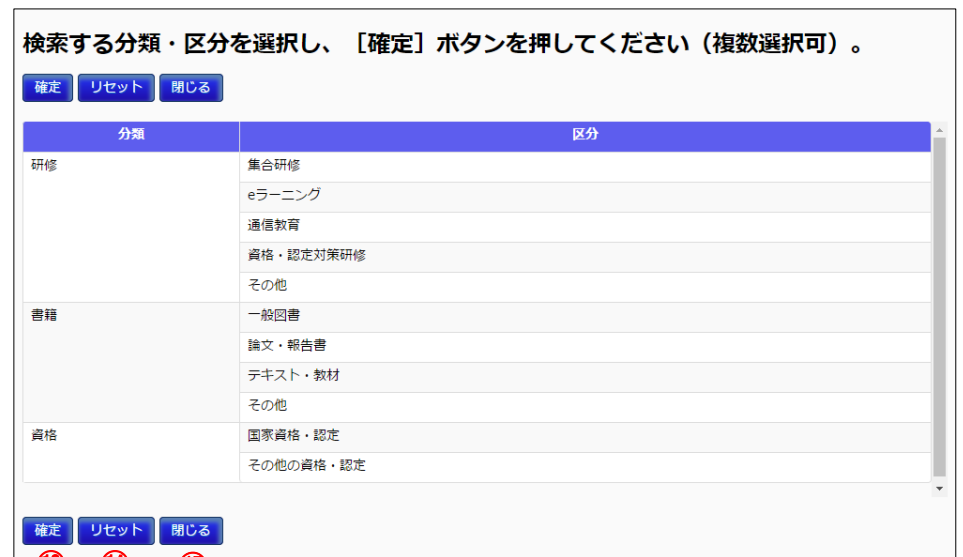 検索する分類・区分を選択し、［確定］ボタンを押してください（複数選択可）。
確定 リセット 閉じる
分類 区分
研修 集合研修
eラーニング
通信教育
資格・認定対策研修
その他
書籍 一般図書
論文・報告書
テキスト・教材
その他
資格 国家資格・認定
その他の資格・認定
確定 リセット 閉じる